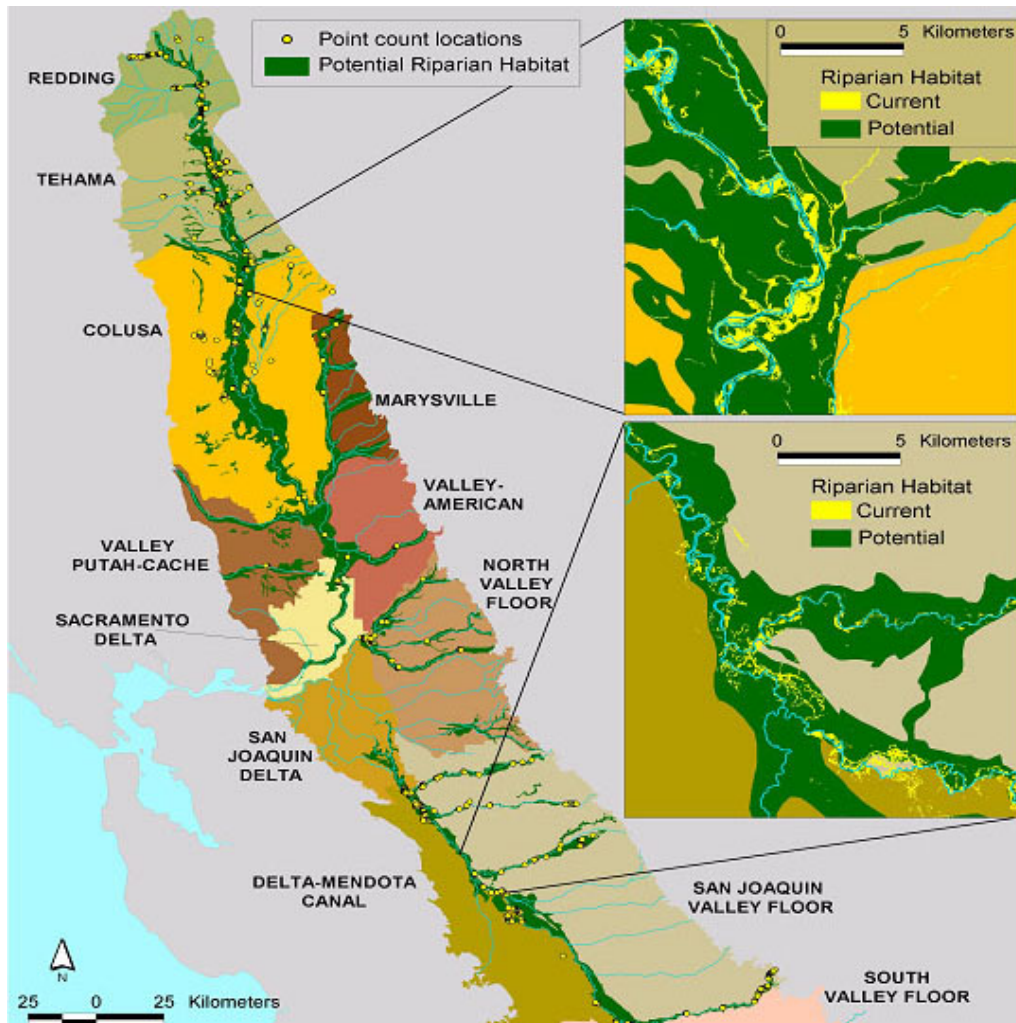 Point count locations
Potential Riparian Habitat
REDDING
TEHAMA
COLUSA
MARYSVILLE
VALLEY-
AMERICAN
VALLEY
PUTAH-CACHE
NORTH
VALLEY
FLOOR
SACRAMENTO
DELTA
SAN
JOAQUIN
DELTA
DELTA-MENDOTA
CANAL
SAN JOAQUIN
VALLEY FLOOR
SOUTH
VALLEY FLOOR
N
25 0 25 Kilometers
0 5 Kilometers
Riparian Habitat
Current
Potential
0 5 Kilometers
Riparian Habitat
Current
Potential